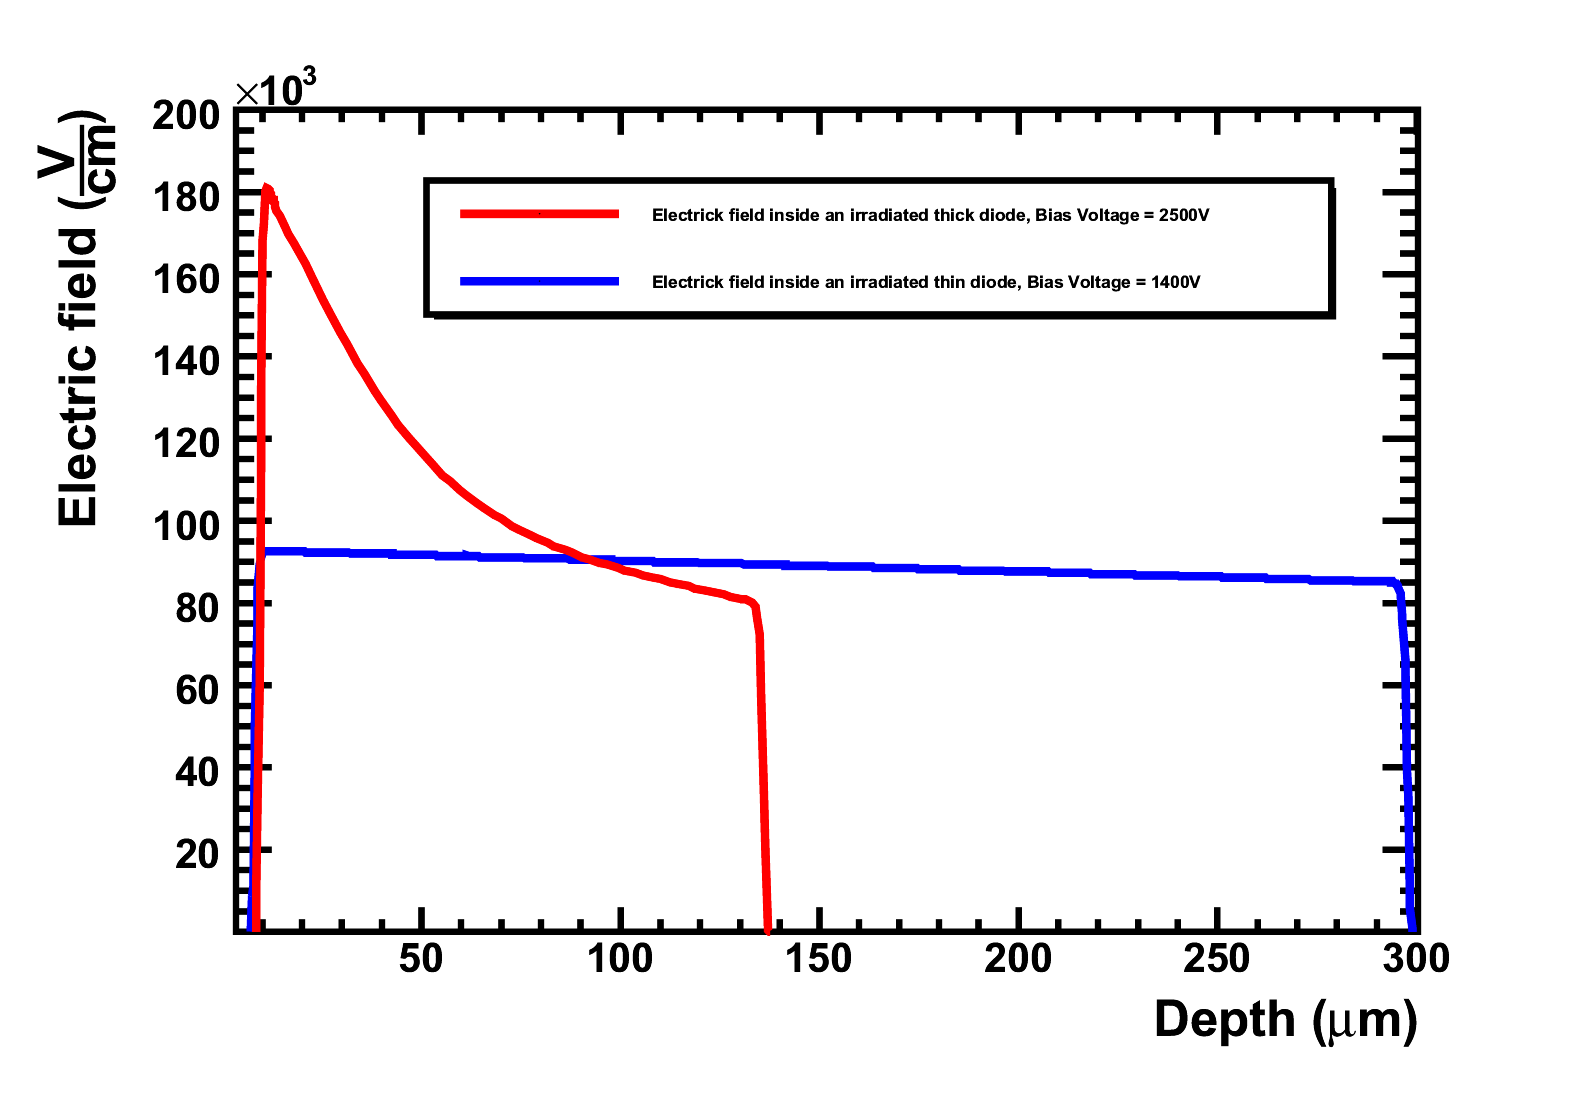 ×10³
200
180
160
140
120
100
80
60
40
20
Electric field (V/cm)
Electrick field inside an irradiated thick diode, Bias Voltage = 2500V
Electrick field inside an irradiated thin diode, Bias Voltage = 1400V
50 100 150 200 250 300
Depth (μm)